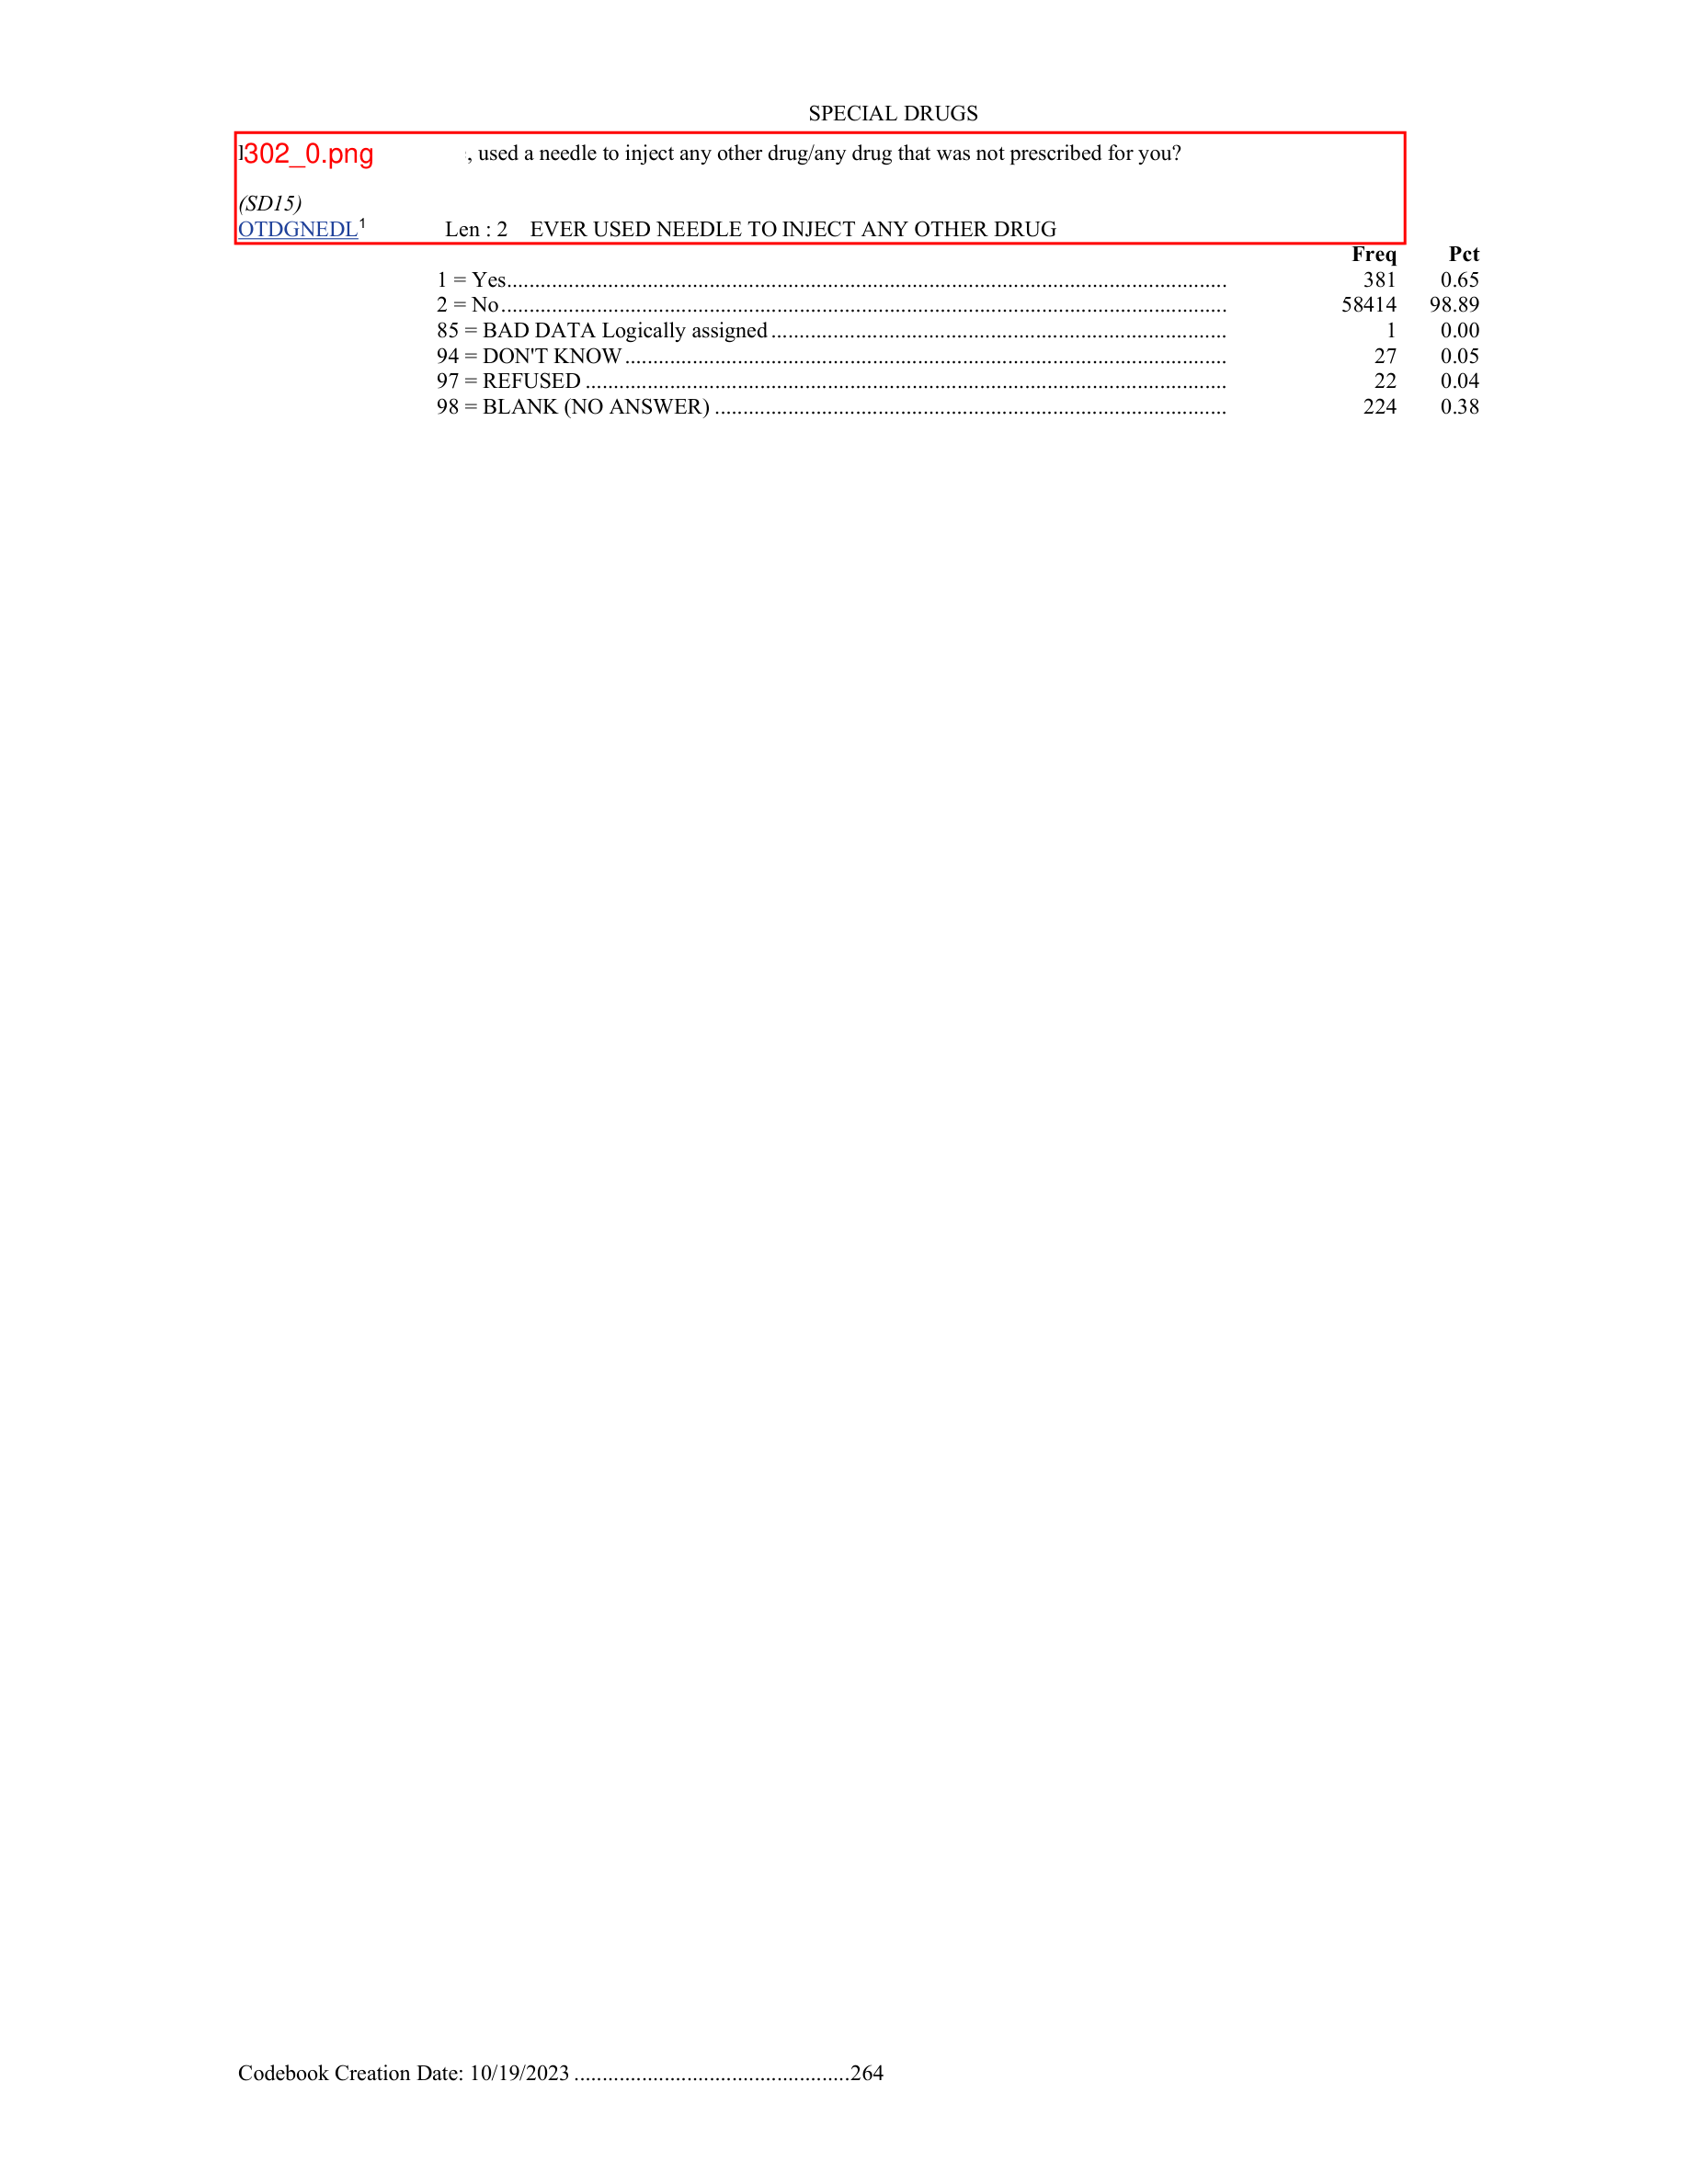 SPECIAL DRUGS
302_0.png , used a needle to inject any other drug/any drug that was not prescribed for you?
(SD15)
OTDGNEDL¹ Len : 2 EVER USED NEEDLE TO INJECT ANY OTHER DRUG
Freq Pct
1 = Yes.......... 381 0.65
2 = No.......... 58414 98.89
85 = BAD DATA Logically assigned.......... 1 0.00
94 = DON'T KNOW.......... 27 0.05
97 = REFUSED.......... 22 0.04
98 = BLANK (NO ANSWER).......... 224 0.38
Codebook Creation Date: 10/19/2023..........264